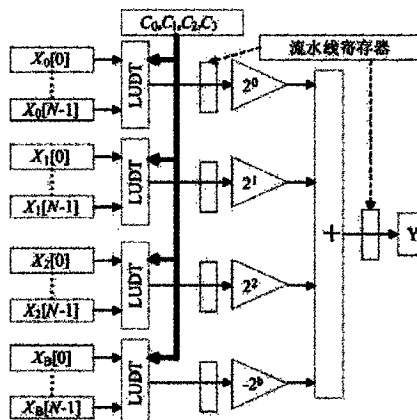 C₀,C₁,C₂,C₃
流水线寄存器
X₀[0]
X₀[N-1]
LUDT
2⁰
X₁[0]
X₁[N-1]
LUDT
2¹
+
Y
X₂[0]
X₂[N-1]
LUDT
2²
X_B[0]
X_B[N-1]
LUDT
-2ᵇ